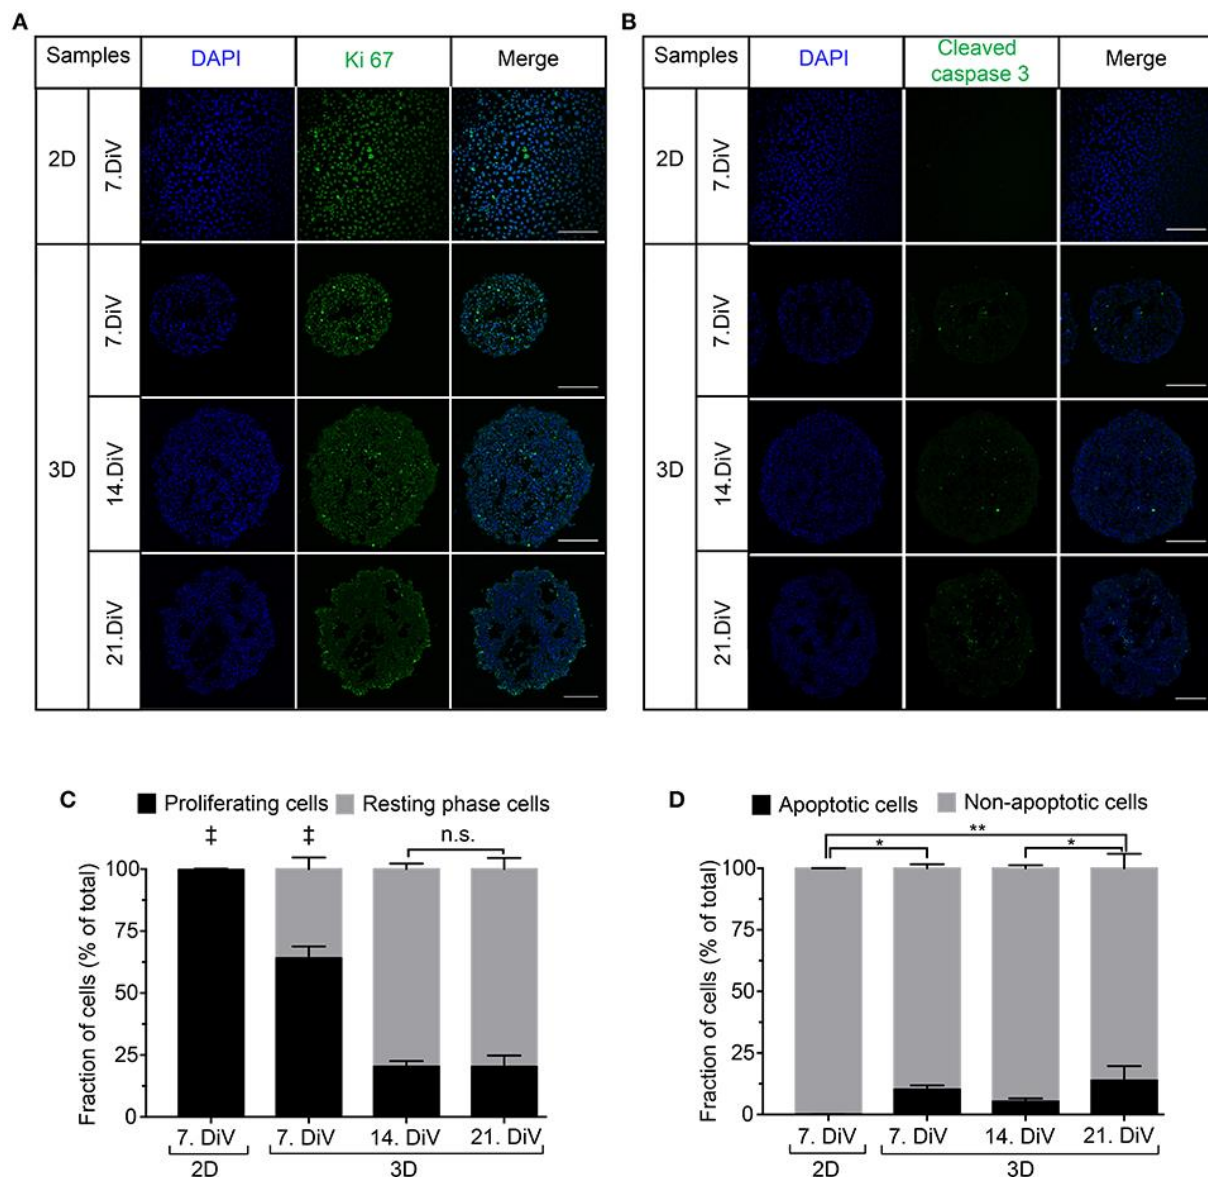 A
Samples DAPI Ki 67 Merge
2D 7.DiV
3D 7.DiV
14.DiV
21.DiV
B
Samples DAPI Cleaved caspase 3 Merge
2D 7.DiV
3D 7.DiV
14.DiV
21.DiV
C
Proliferating cells Resting phase cells
‡ ‡ n.s.
Fraction of cells (% of total)
100
75
50
25
0
7. DiV 7. DiV 14. DiV 21. DiV
2D 3D
D
Apoptotic cells Non-apoptotic cells
**
* *
Fraction of cells (% of total)
100
75
50
25
0
7. DiV 7. DiV 14. DiV 21. DiV
2D 3D